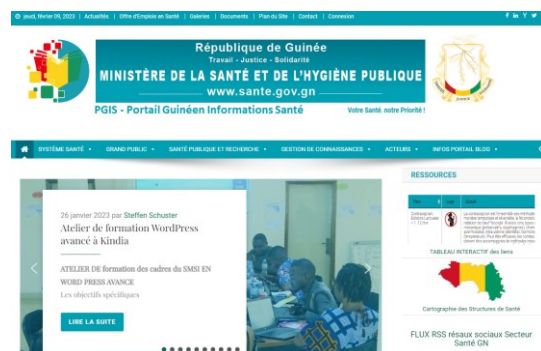 jeudi, février 09, 2023 | Actualités | Offre d'Emplois en Santé | Galeries | Documents | Plan du Site | Contact | Connexion
République de Guinée
Travail - Justice - Solidarité
MINISTÈRE DE LA SANTÉ ET DE L'HYGIÈNE PUBLIQUE
www.sante.gov.gn
PGIS - Portail Guinéen Informations Santé
Votre Santé, notre Priorité !
SYSTÈME SANTÉ
GRAND PUBLIC
SANTÉ PUBLIQUE ET RECHERCHE
GESTION DE CONNAISSANCES
ACTEURS
INFOS PORTAIL BLOG
26 janvier 2023 par Steffen Schuster
Atelier de formation WordPress
avancé à Kindia
ATELIER DE formation des cadres du SMSI EN
WORD PRESS AVANCE
Les objectifs spécifiques
LIRE LA SUITE
RESSOURCES
TABLEAU INTERACTIF des liens
Cartographie des Structures de Santé
FLUX RSS résaux sociaux Secteur
Santé GN